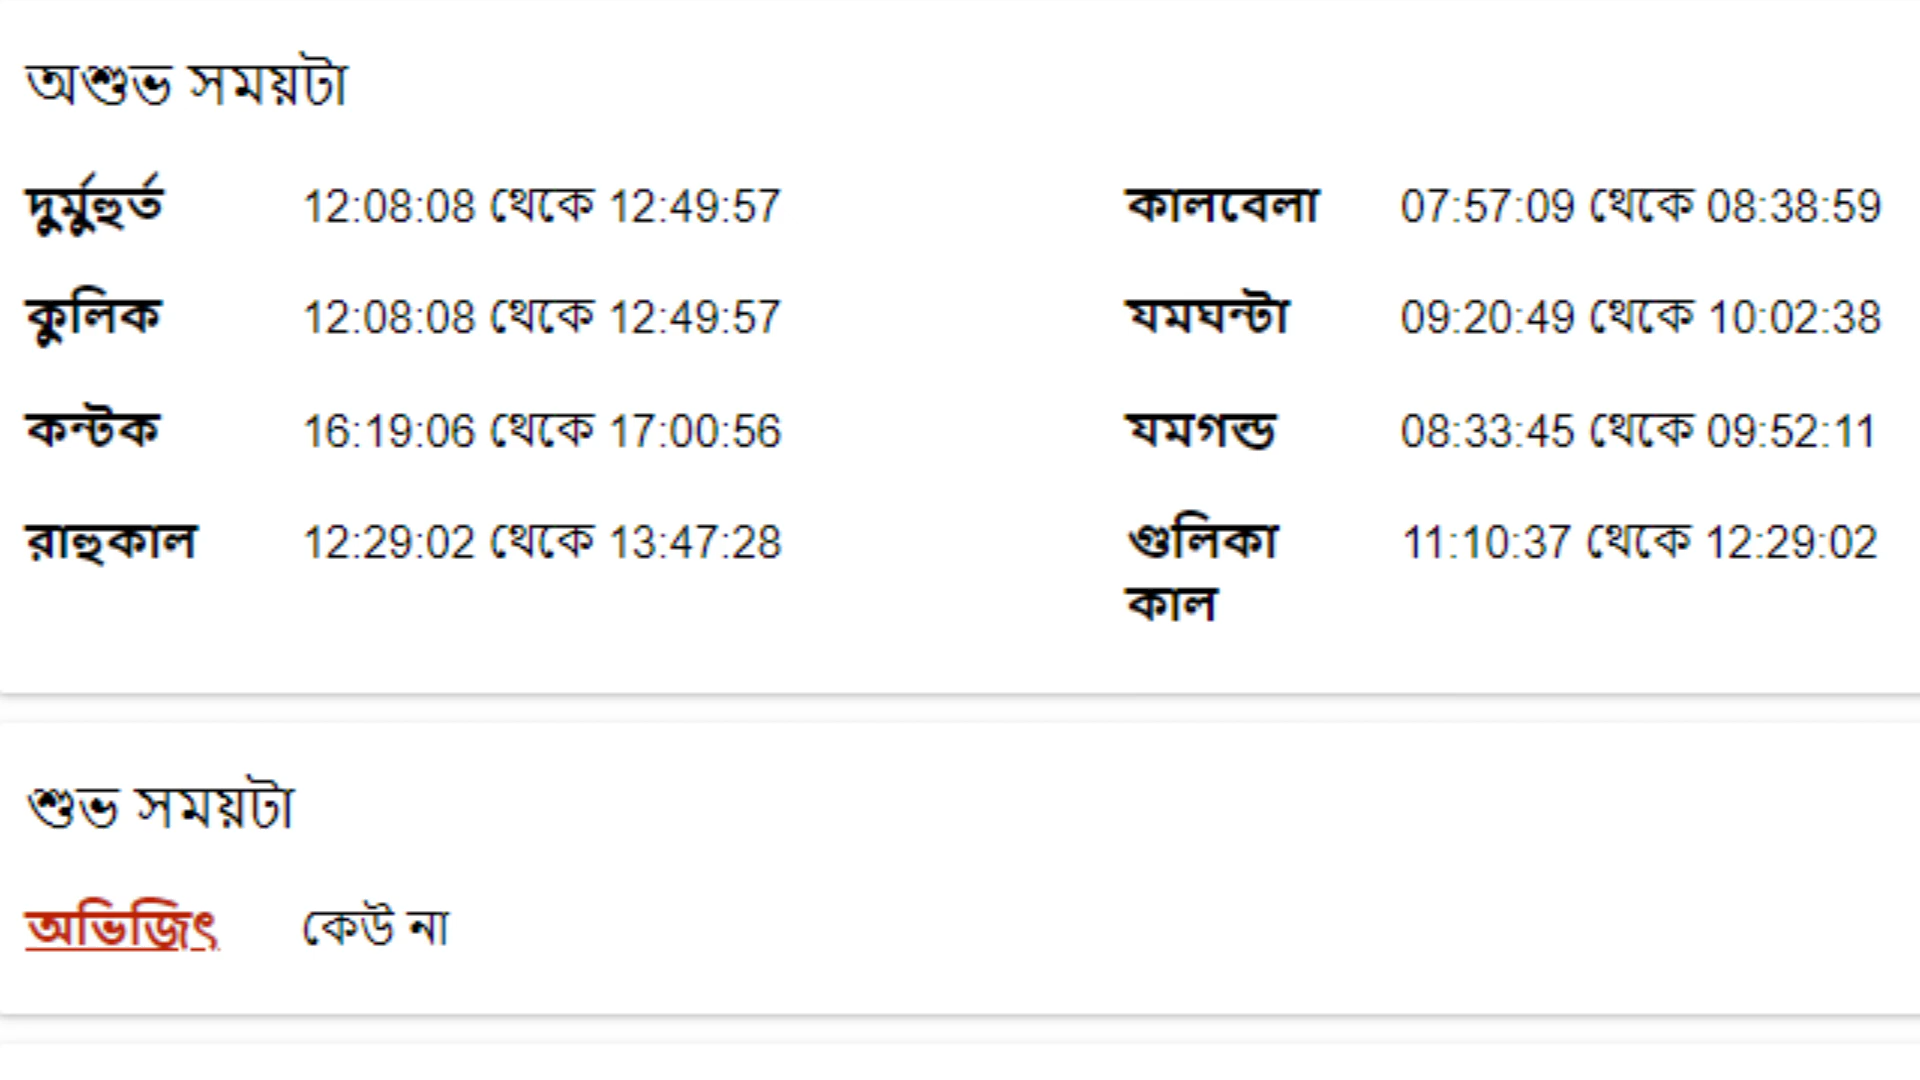 অশুভ সময়টা
দুর্মুহুর্ত 12:08:08 থেকে 12:49:57 কালবেলা 07:57:09 থেকে 08:38:59
কুলিক 12:08:08 থেকে 12:49:57 যমঘন্টা 09:20:49 থেকে 10:02:38
কন্টক 16:19:06 থেকে 17:00:56 যমগন্ড 08:33:45 থেকে 09:52:11
রাহুকাল 12:29:02 থেকে 13:47:28 গুলিকা 11:10:37 থেকে 12:29:02
কাল
শুভ সময়টা
অভিজিৎ কেউ না